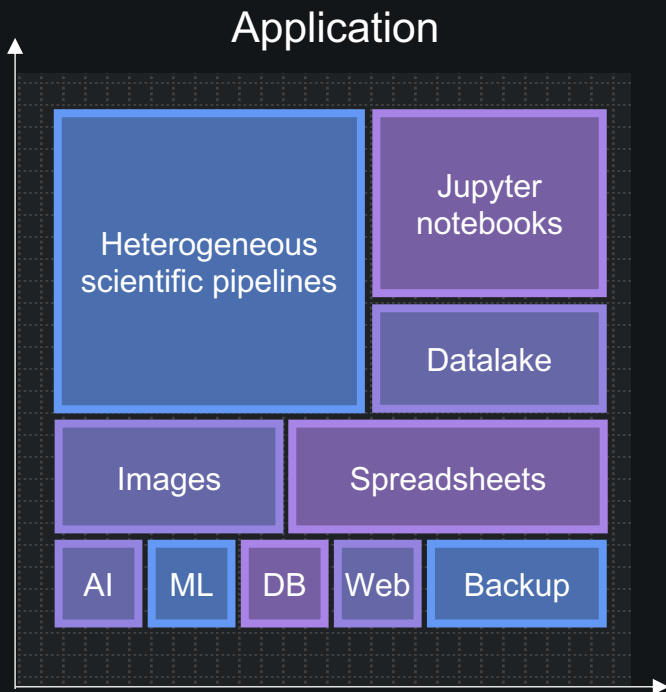 Application
Heterogeneous
scientific pipelines
Jupyter
notebooks
Datalake
Images
Spreadsheets
AI
ML
DB
Web
Backup